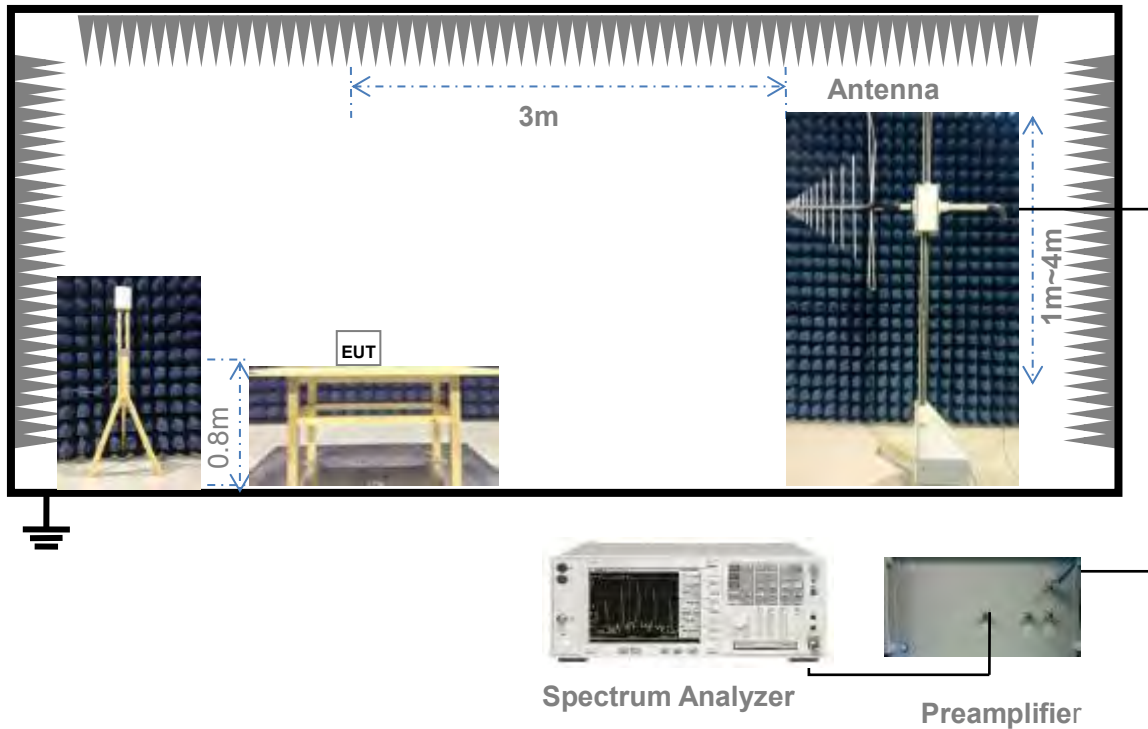 Antenna
3m
1m~4m
EUT
0.8m
Spectrum Analyzer
Preamplifier